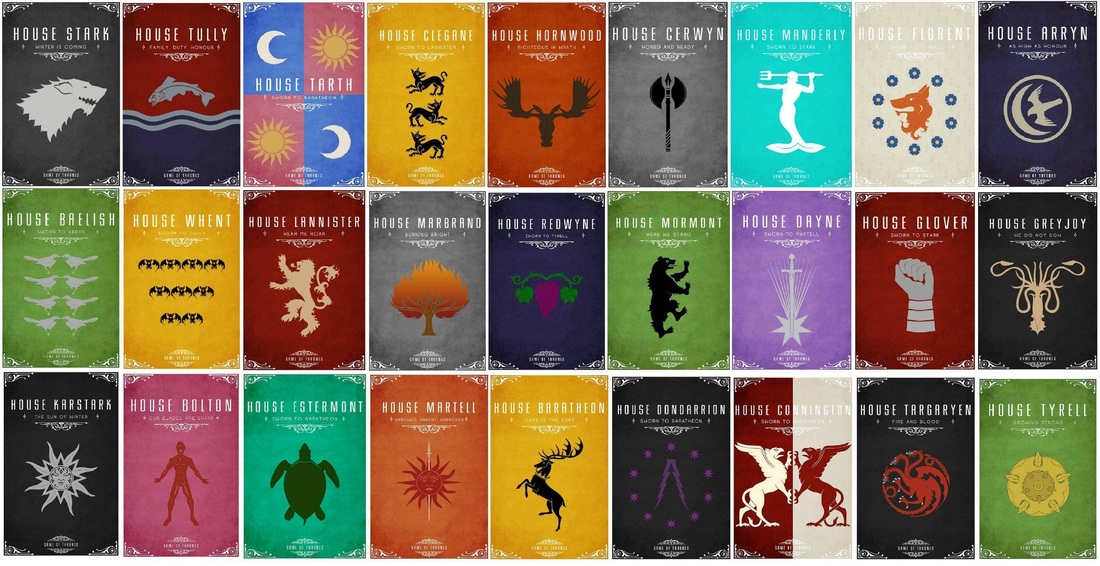 HOUSE STARK
WINTER IS COMING
GAME OF THRONES
HOUSE TULLY
FAMILY, DUTY, HONOUR
GAME OF THRONES
HOUSE TARTH
SWORN TO BARATHEON
GAME OF THRONES
HOUSE CLEGANE
SWORN TO LANNISTER
GAME OF THRONES
HOUSE HORNWOOD
RIGHTEOUS IN WRATH
GAME OF THRONES
HOUSE CERWYN
HONED AND READY
GAME OF THRONES
HOUSE MANDERLY
SWORN TO STARK
GAME OF THRONES
HOUSE FLORENT
GAME OF THRONES
HOUSE ARRYN
AS HIGH AS HONOUR
GAME OF THRONES
HOUSE BAELISH
SWORN TO ARRYN
GAME OF THRONES
HOUSE WHENT
SWORN TO TULLY
GAME OF THRONES
HOUSE LANNISTER
HEAR ME ROAR
GAME OF THRONES
HOUSE MARBRAND
BURNING BRIGHT
GAME OF THRONES
HOUSE REDWYNE
SWORN TO TYRELL
GAME OF THRONES
HOUSE MORMONT
HERE WE STAND
GAME OF THRONES
HOUSE DAYNE
SWORN TO MARTELL
GAME OF THRONES
HOUSE GLOVER
SWORN TO STARK
GAME OF THRONES
HOUSE GREYJOY
WE DO NOT SOW
GAME OF THRONES
HOUSE KARSTARK
THE SUN OF WINTER
GAME OF THRONES
HOUSE BOLTON
OUR BLADES ARE SHARP
GAME OF THRONES
HOUSE ESTERMONT
SWORN TO BARATHEON
GAME OF THRONES
HOUSE MARTELL
UNBOWED UNBENT UNBROKEN
GAME OF THRONES
HOUSE BARATHEON
OURS IS THE FURY
GAME OF THRONES
HOUSE DONDARRION
SWORN TO BARATHEON
GAME OF THRONES
HOUSE CONNINGTON
SWORN TO BARATHEON
GAME OF THRONES
HOUSE TARGARYEN
FIRE AND BLOOD
GAME OF THRONES
HOUSE TYRELL
GROWING STRONG
GAME OF THRONES